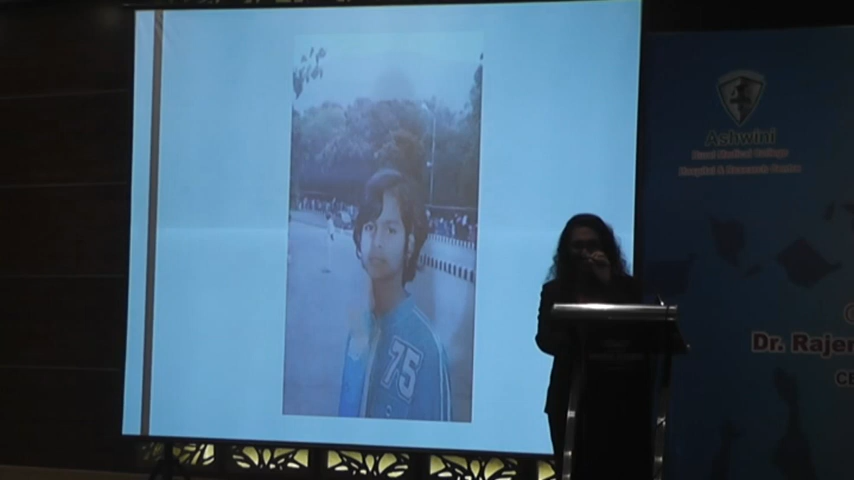 75
Ashwini
Rural Medical College
Hospital & Research Centre
Dr. Rajen